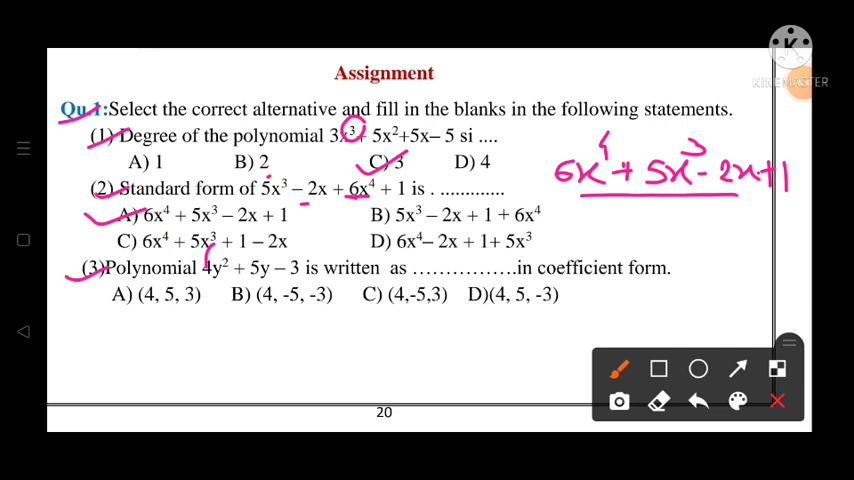 Assignment
Qu.1:Select the correct alternative and fill in the blanks in the following statements.
(1) Degree of the polynomial 3x³+ 5x²+5x– 5 si ....
A) 1 B) 2 C) 3 D) 4
(2) Standard form of 5x³ – 2x + 6x⁴ + 1 is . ............
A) 6x⁴ + 5x³ – 2x + 1 B) 5x³ – 2x + 1 + 6x⁴
C) 6x⁴ + 5x³ + 1 – 2x D) 6x⁴– 2x + 1+ 5x³
(3)Polynomial 4y² + 5y – 3 is written as …………….in coefficient form.
A) (4, 5, 3) B) (4, -5, -3) C) (4,-5,3) D)(4, 5, -3)
6x⁴ + 5x³ - 2x + 1
20
K
KINEMASTER